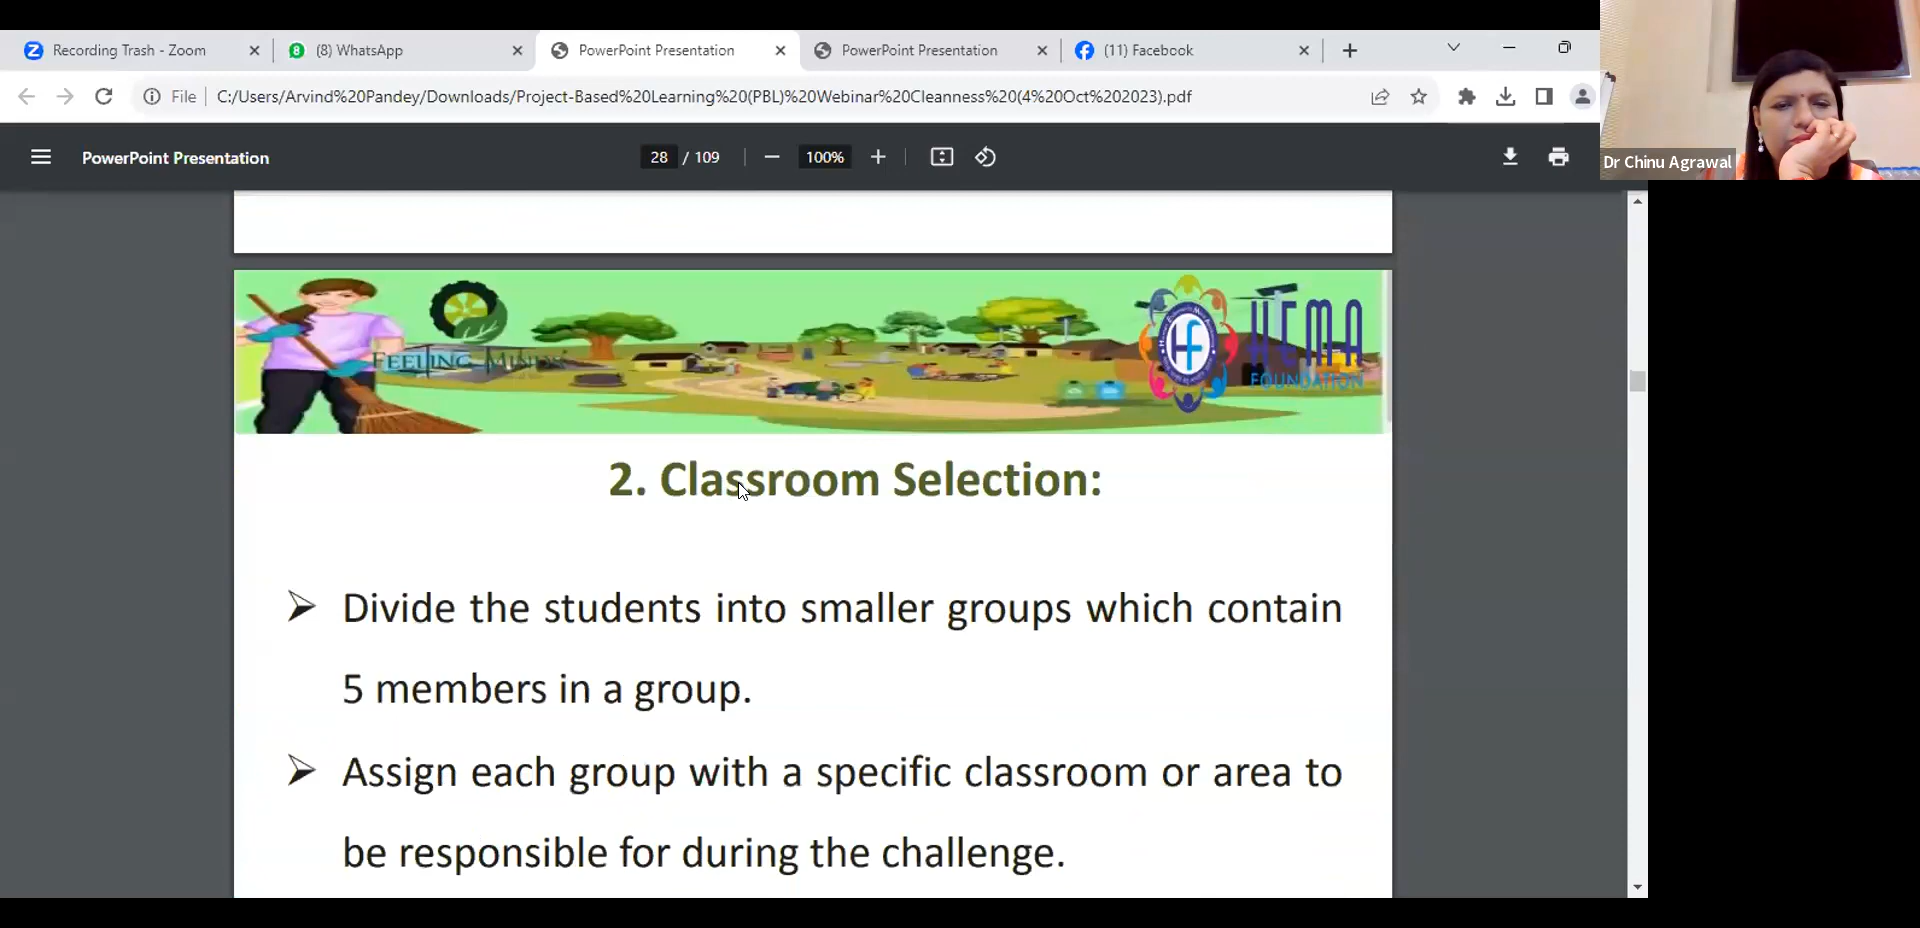 Recording Trash - Zoom
(8) WhatsApp
PowerPoint Presentation
PowerPoint Presentation
(11) Facebook
File
C:/Users/Arvind%20Pandey/Downloads/Project-Based%20Learning%20(PBL)%20Webinar%20Cleanness%20(4%20Oct%202023).pdf
Dr Chinu Agrawal
PowerPoint Presentation
28 / 109
100%
FEELING MINDS
Hf
HEMA
FOUNDATION
2. Classroom Selection:
➢ Divide the students into smaller groups which contain
5 members in a group.
➢ Assign each group with a specific classroom or area to
be responsible for during the challenge.